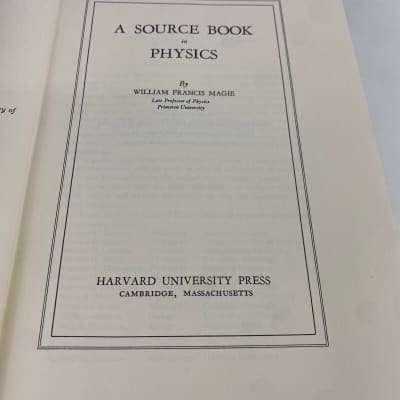 A SOURCE BOOK
in
PHYSICS
By
WILLIAM FRANCIS MAGIE
Late Professor of Physics
Princeton University
HARVARD UNIVERSITY PRESS
CAMBRIDGE, MASSACHUSETTS
of